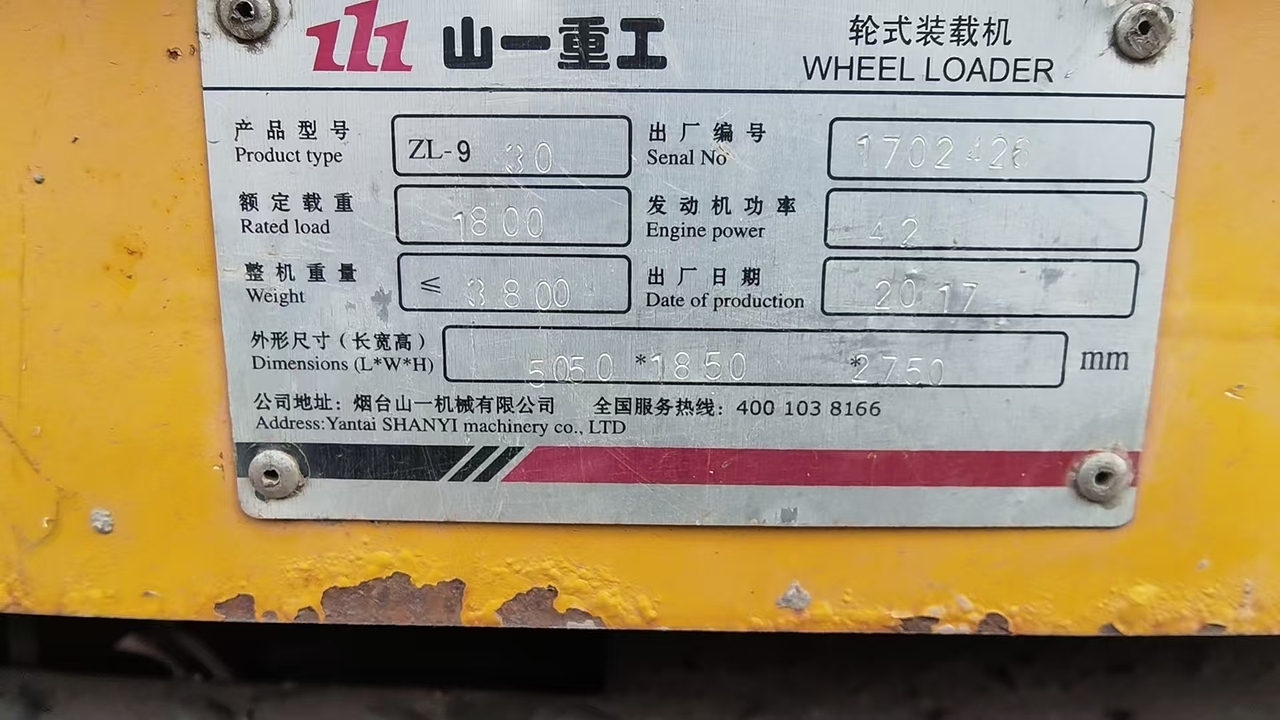 山一重工
轮式装载机
WHEEL LOADER
产品型号 ZL-9 30 出厂编号 1702426
Product type Serial No
额定载重 1800 发动机功率 42
Rated load Engine power
整机重量 ≤ 3800 出厂日期 2017
Weight Date of production
外形尺寸（长宽高） 5050 *1850 *2750 mm
Dimensions (L*W*H)
公司地址：烟台山一机械有限公司 全国服务热线：400 103 8166
Address:Yantai SHANYI machinery co., LTD